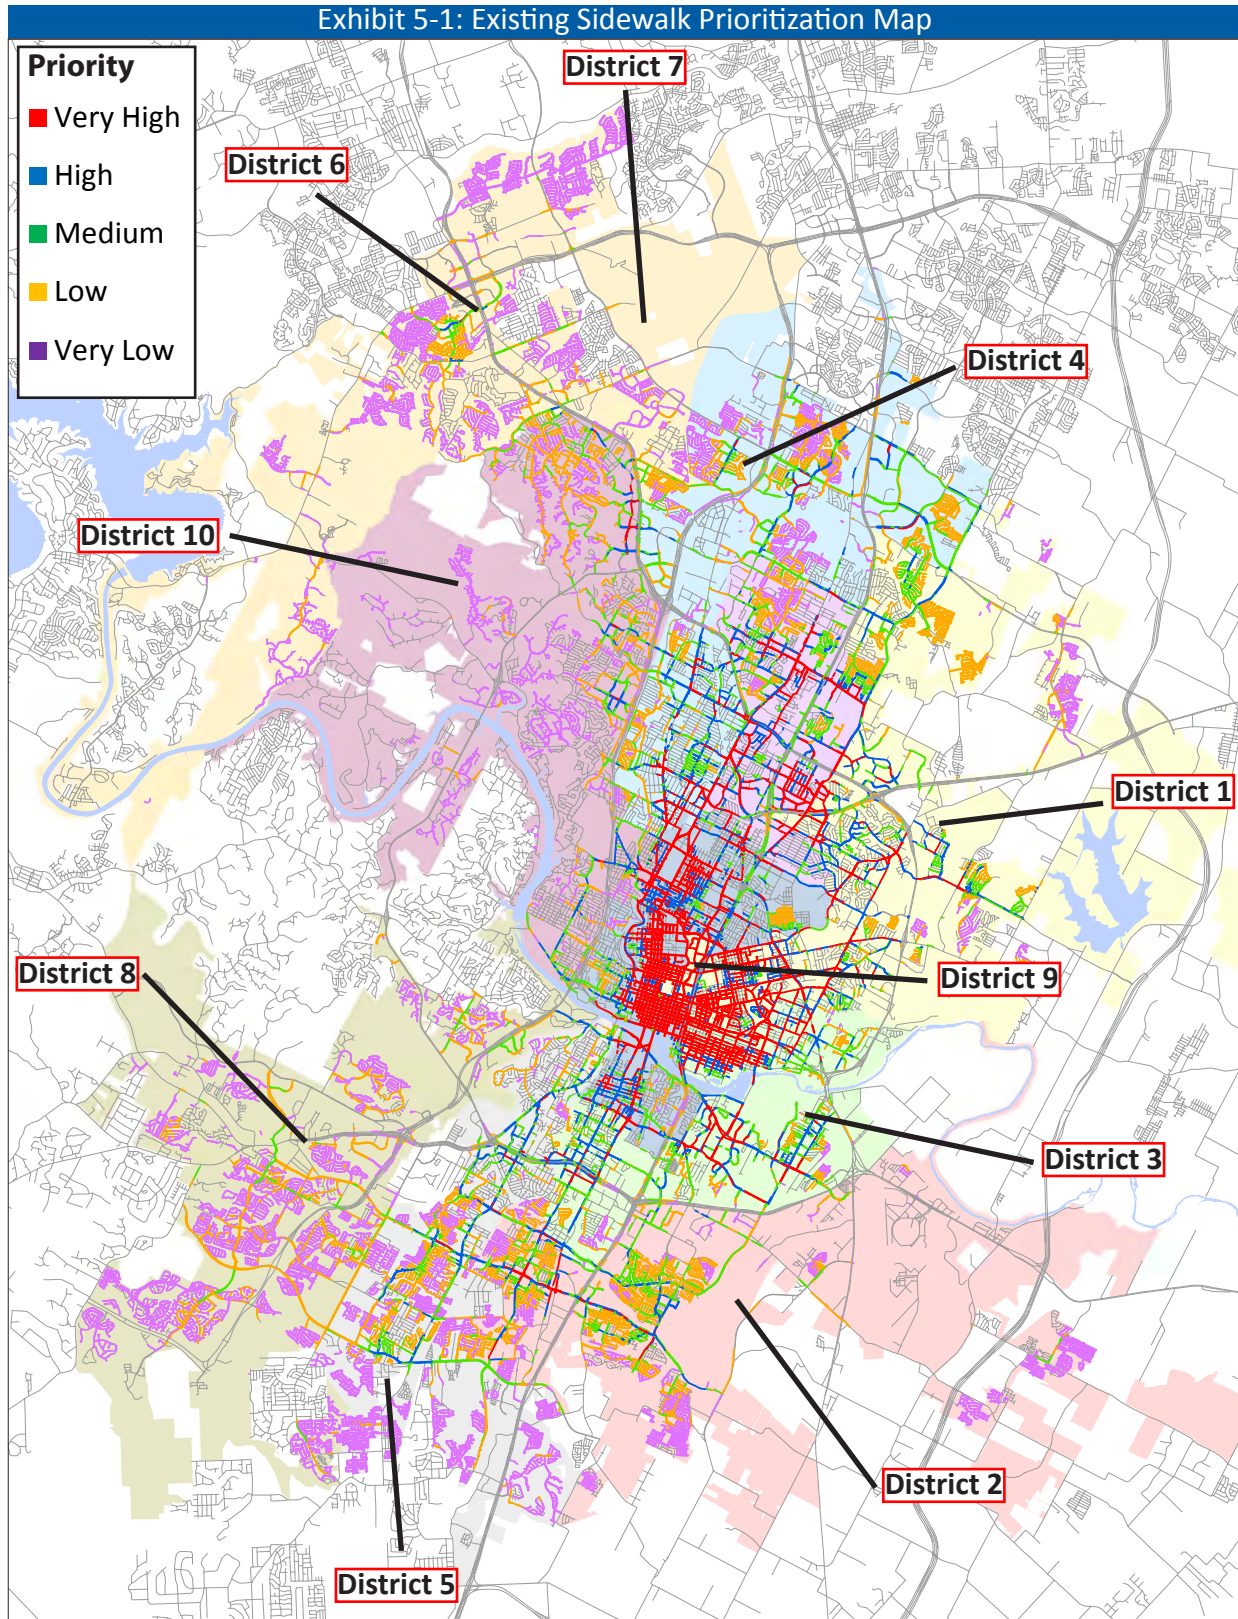 Exhibit 5-1: Existing Sidewalk Prioritization Map
Priority
Very High
High
Medium
Low
Very Low
District 7
District 6
District 4
District 10
District 1
District 8
District 9
District 3
District 2
District 5